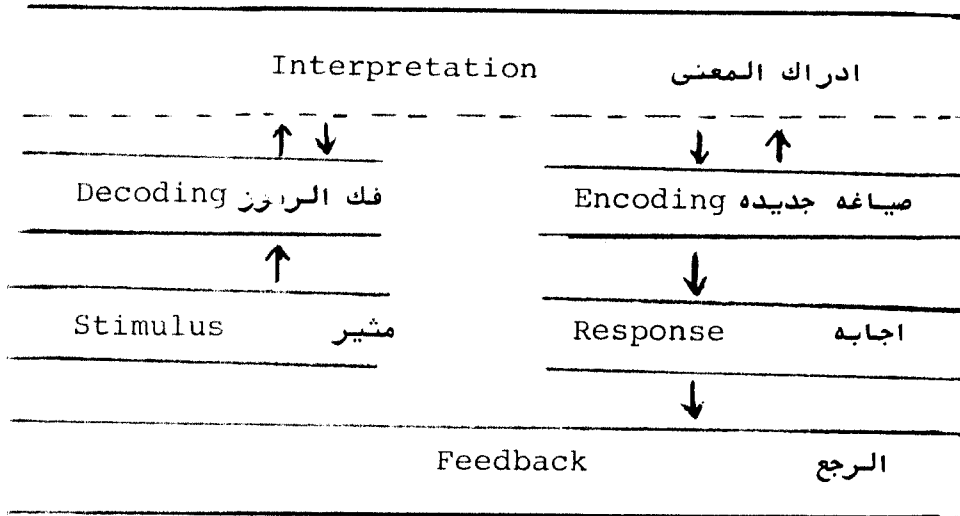 Interpretation ادراك المعنى
Decoding فك الرموز Encoding صياغه جديده
Stimulus مثير Response اجابه
Feedback الرجع